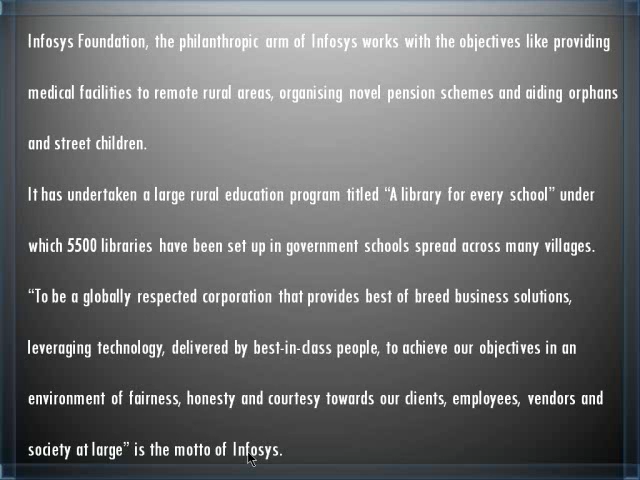 Infosys Foundation, the philanthropic arm of Infosys works with the objectives like providing
medical facilities to remote rural areas, organising novel pension schemes and aiding orphans
and street children.
It has undertaken a large rural education program titled “A library for every school” under
which 5500 libraries have been set up in government schools spread across many villages.
“To be a globally respected corporation that provides best of breed business solutions,
leveraging technology, delivered by best-in-class people, to achieve our objectives in an
environment of fairness, honesty and courtesy towards our clients, employees, vendors and
society at large” is the motto of Infosys.